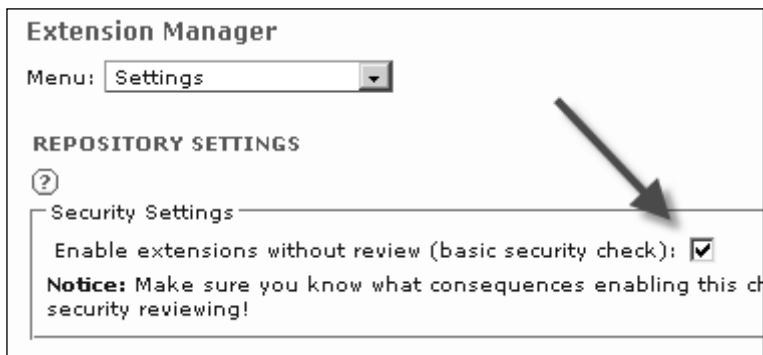 Extension Manager
Menu: Settings
REPOSITORY SETTINGS
?
Security Settings
Enable extensions without review (basic security check):
Notice: Make sure you know what consequences enabling this
security reviewing!